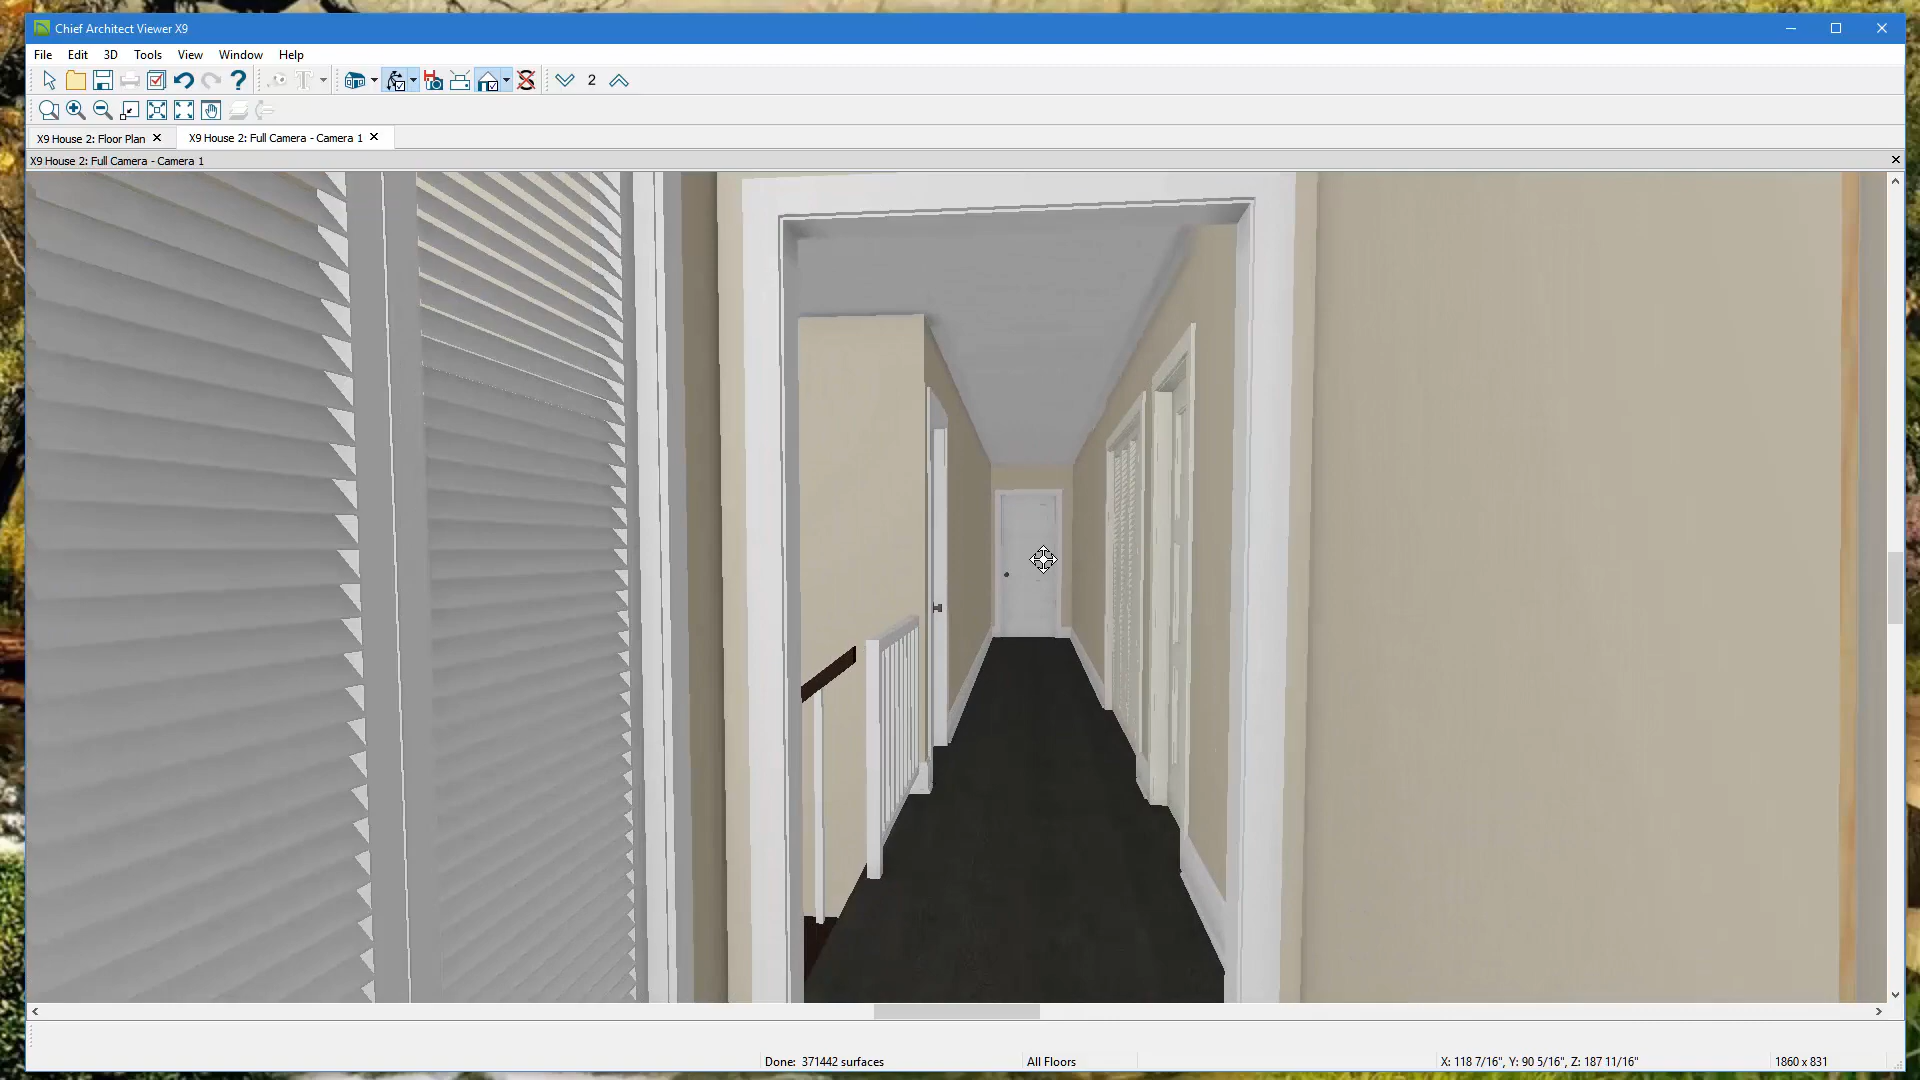 Chief Architect Viewer X9
File Edit 3D Tools View Window Help
2
X9 House 2: Floor Plan
X9 House 2: Full Camera - Camera 1
X9 House 2: Full Camera - Camera 1
Done: 371442 surfaces
All Floors
X: 118 7/16", Y: 90 5/16", Z: 187 11/16"
1860 x 831